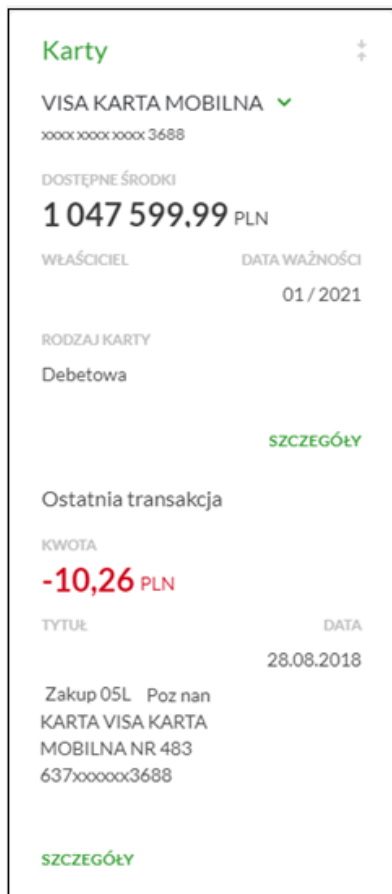 Karty
VISA KARTA MOBILNA
xxxx xxxx xxxx 3688
DOSTĘPNE ŚRODKI
1 047 599,99 PLN
WŁAŚCICIEL DATA WAŻNOŚCI
01 / 2021
RODZAJ KARTY
Debetowa
SZCZEGÓŁY
Ostatnia transakcja
KWOTA
-10,26 PLN
TYTUŁ DATA
28.08.2018
Zakup 05L Poz nan
KARTA VISA KARTA
MOBILNA NR 483
637xxxxxx3688
SZCZEGÓŁY